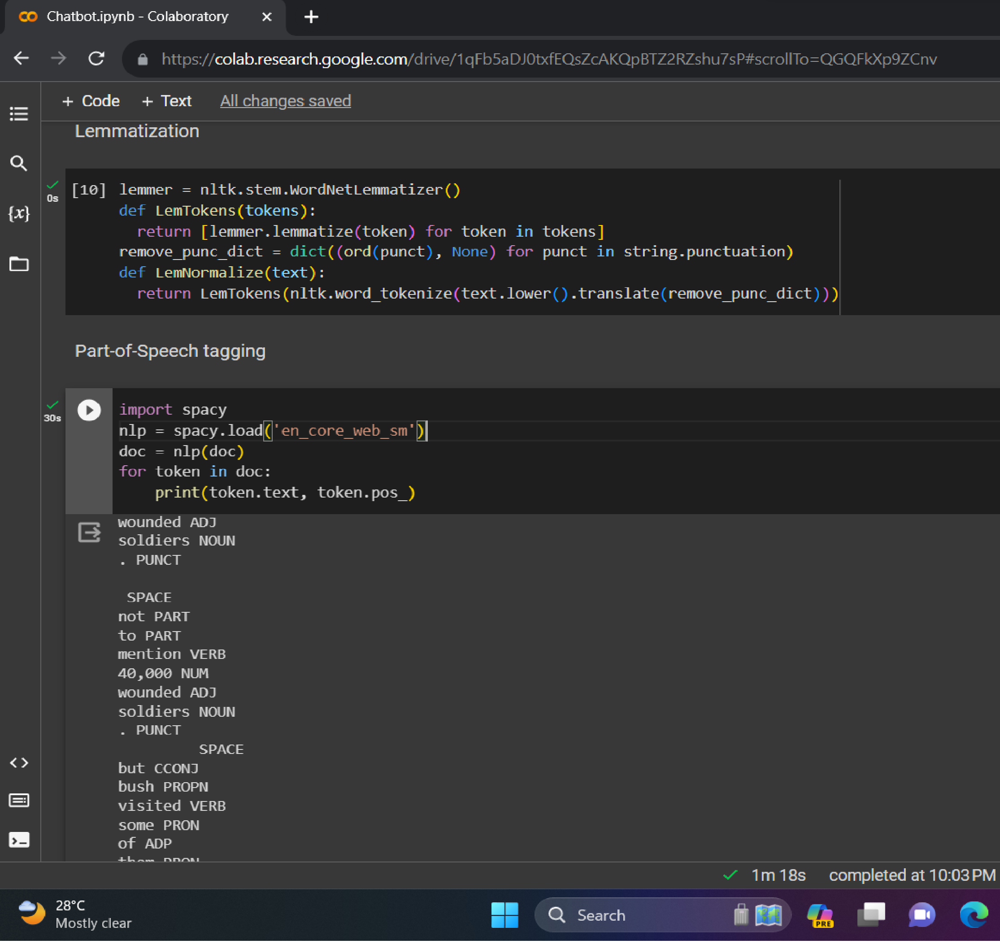 Chatbot.ipynb - Colaboratory
https://colab.research.google.com/drive/1qFb5aDJ0txfEQsZcAKQpBTZ2RZshu7sP#scrollTo=QGQFkXp9ZCnv
+ Code + Text All changes saved
Lemmatization
0s
[10] lemmer = nltk.stem.WordNetLemmatizer()
def LemTokens(tokens):
  return [lemmer.lemmatize(token) for token in tokens]
remove_punc_dict = dict((ord(punct), None) for punct in string.punctuation)
def LemNormalize(text):
  return LemTokens(nltk.word_tokenize(text.lower().translate(remove_punc_dict)))
{x}
Part-of-Speech tagging
30s
import spacy
nlp = spacy.load('en_core_web_sm')
doc = nlp(doc)
for token in doc:
    print(token.text, token.pos_)
wounded ADJ
soldiers NOUN
. PUNCT
SPACE
not PART
to PART
mention VERB
40,000 NUM
wounded ADJ
soldiers NOUN
. PUNCT
SPACE
but CCONJ
bush PROPN
visited VERB
some PRON
of ADP
them PRON
1m 18s completed at 10:03 PM
28°C
Mostly clear
Search
PRE